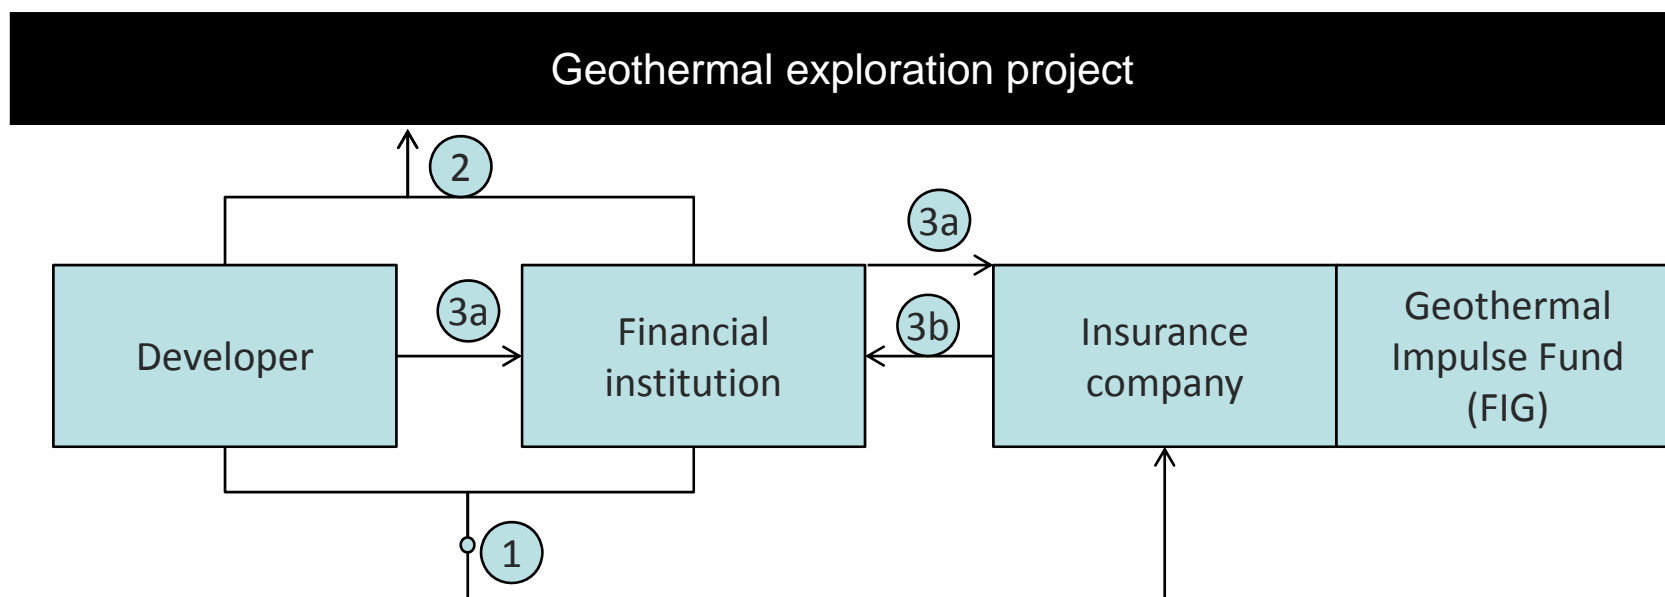 Geothermal exploration project
2
3a
3a
3b
Developer
Financial
institution
Insurance
company
Geothermal
Impulse Fund
(FIG)
1